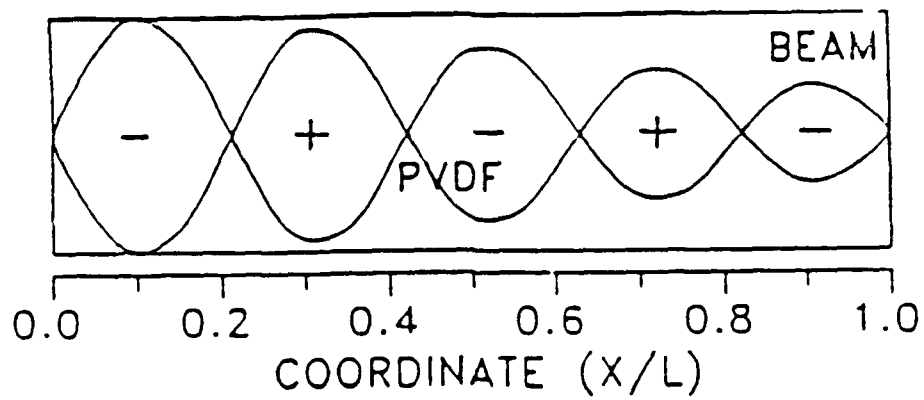 BEAM
- + - + -
PVDF
0.0 0.2 0.4 0.6 0.8 1.0
COORDINATE (X/L)